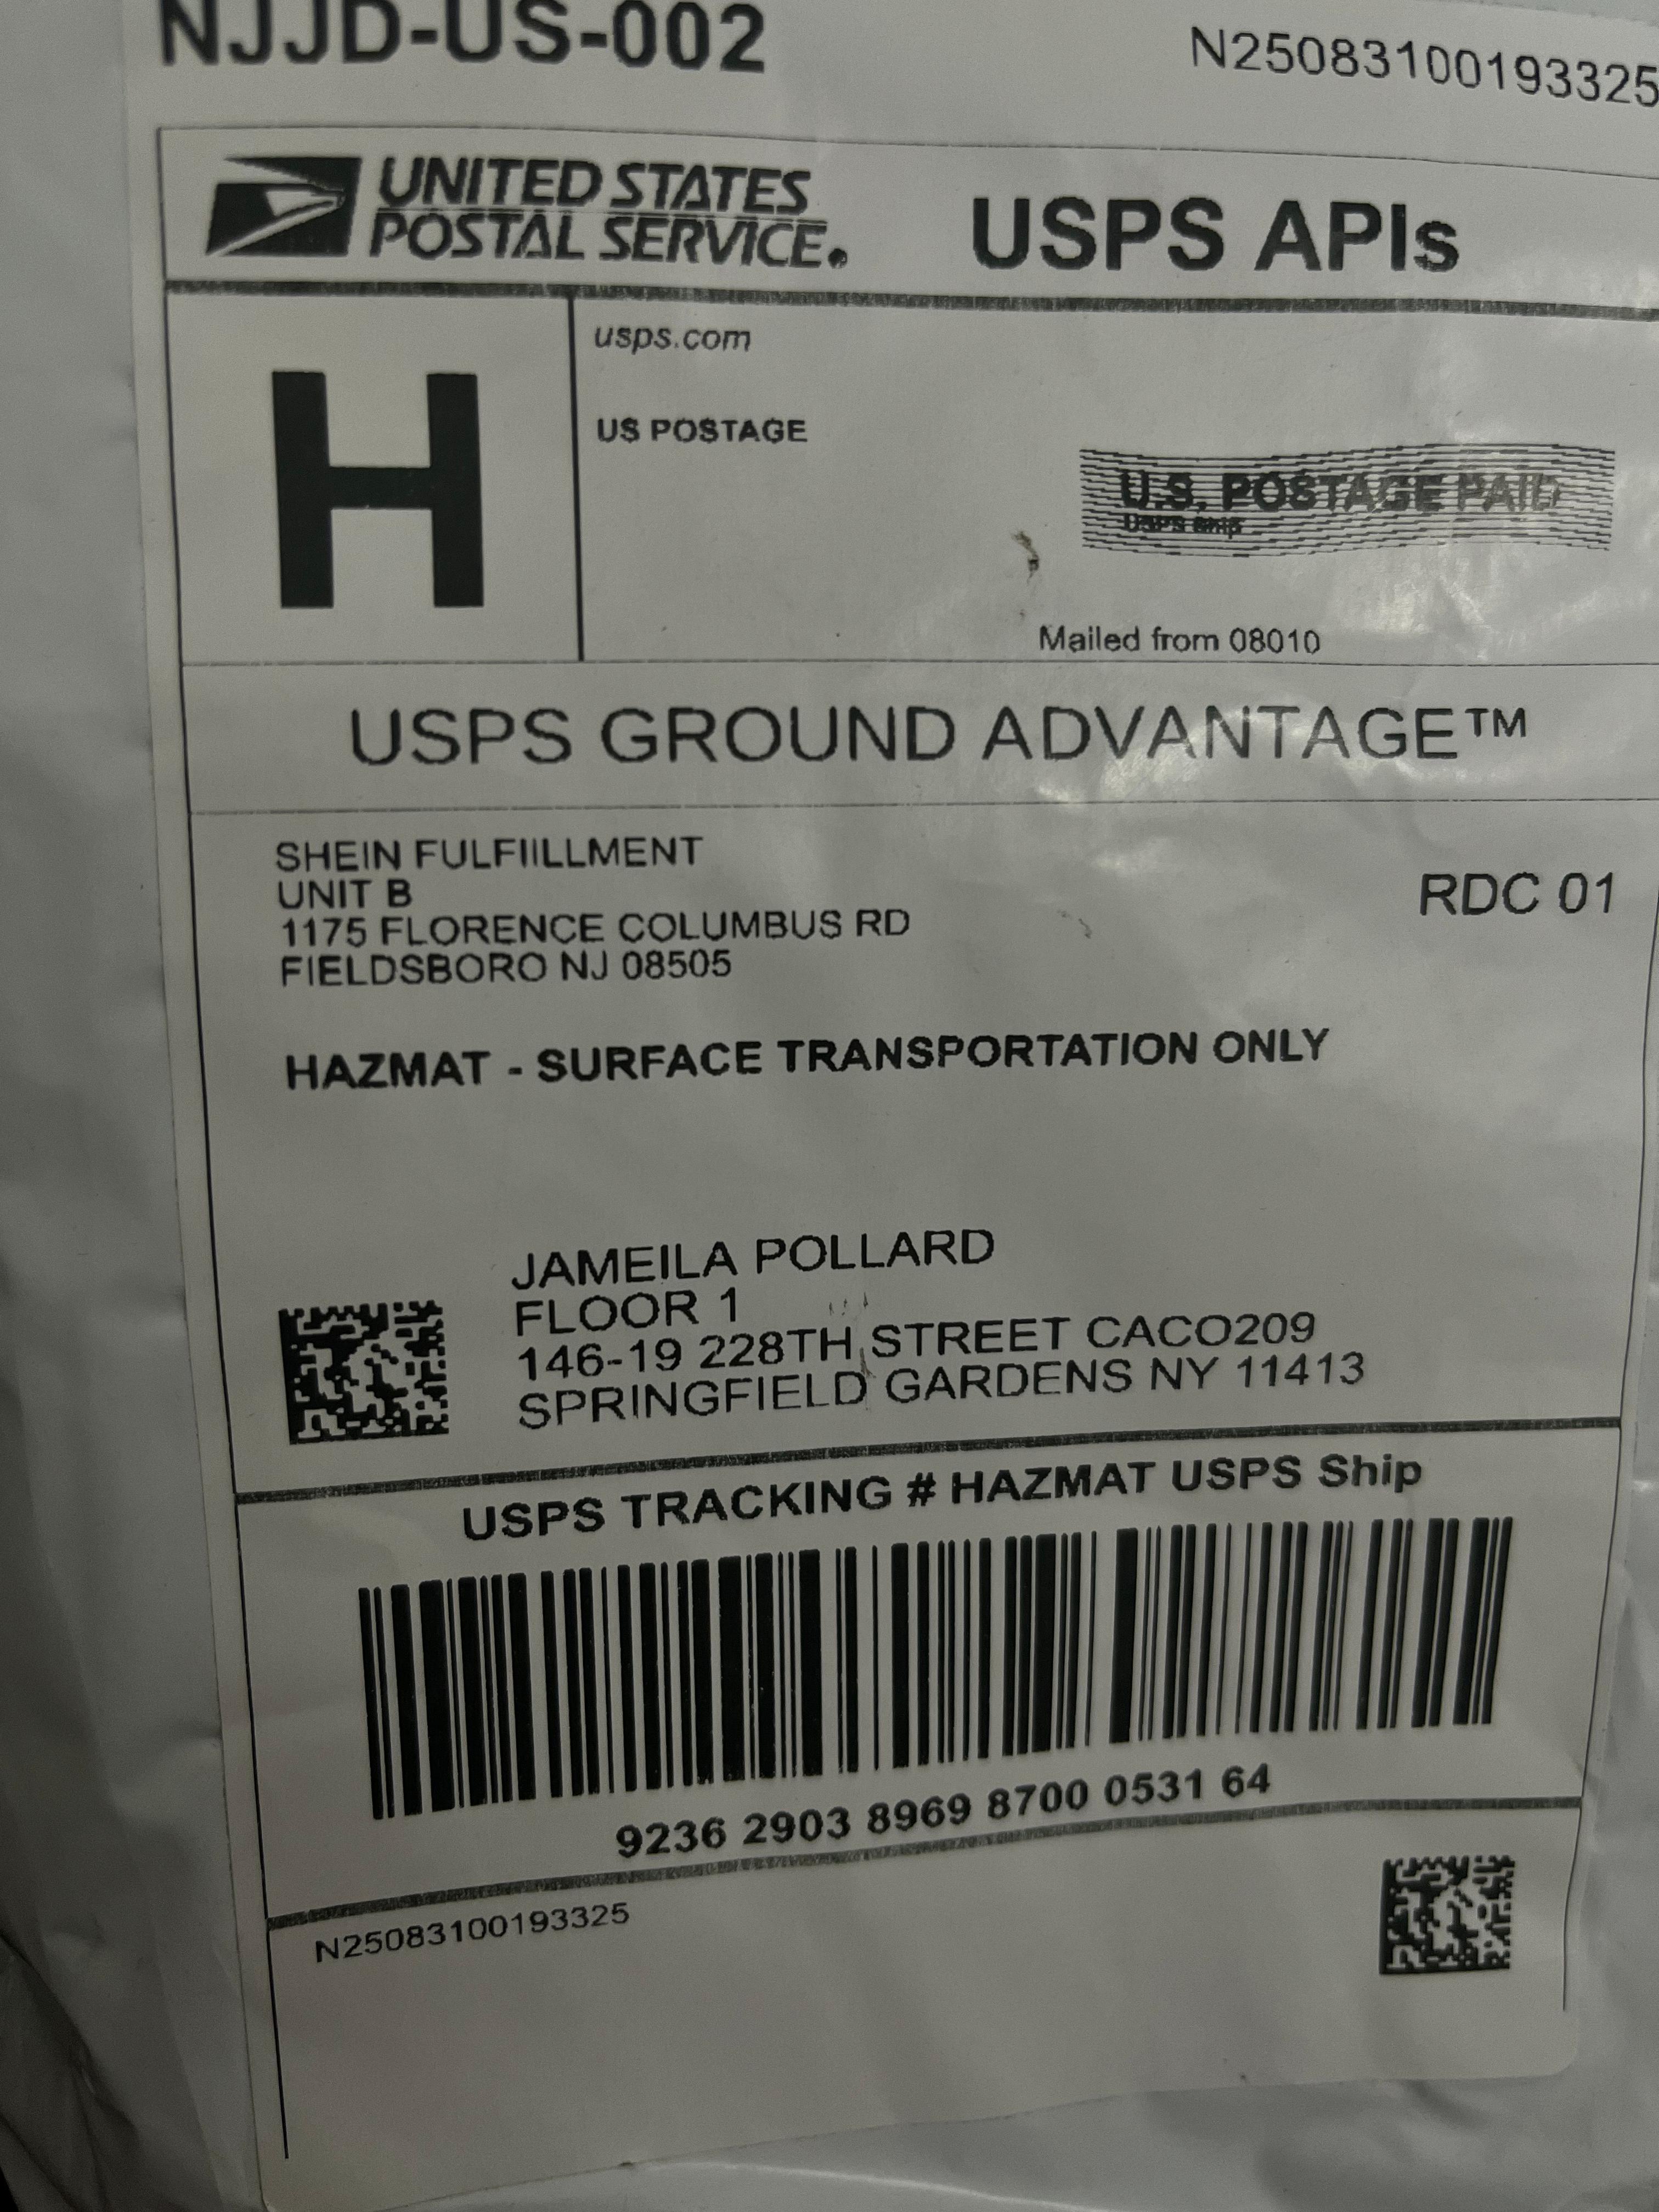 NJJD-US-002
N25083100193325
UNITED STATES
POSTAL SERVICE®
USPS APIs
H
usps.com
US POSTAGE
U.S. POSTAGE PAID
USPS Ship
Mailed from 08010
USPS GROUND ADVANTAGE™
SHEIN FULFIILLMENT
UNIT B
1175 FLORENCE COLUMBUS RD
FIELDSBORO NJ 08505
RDC 01
HAZMAT - SURFACE TRANSPORTATION ONLY
JAMEILA POLLARD
FLOOR 1
146-19 228TH STREET CACO209
SPRINGFIELD GARDENS NY 11413
USPS TRACKING # HAZMAT USPS Ship
9236 2903 8969 8700 0531 64
N25083100193325